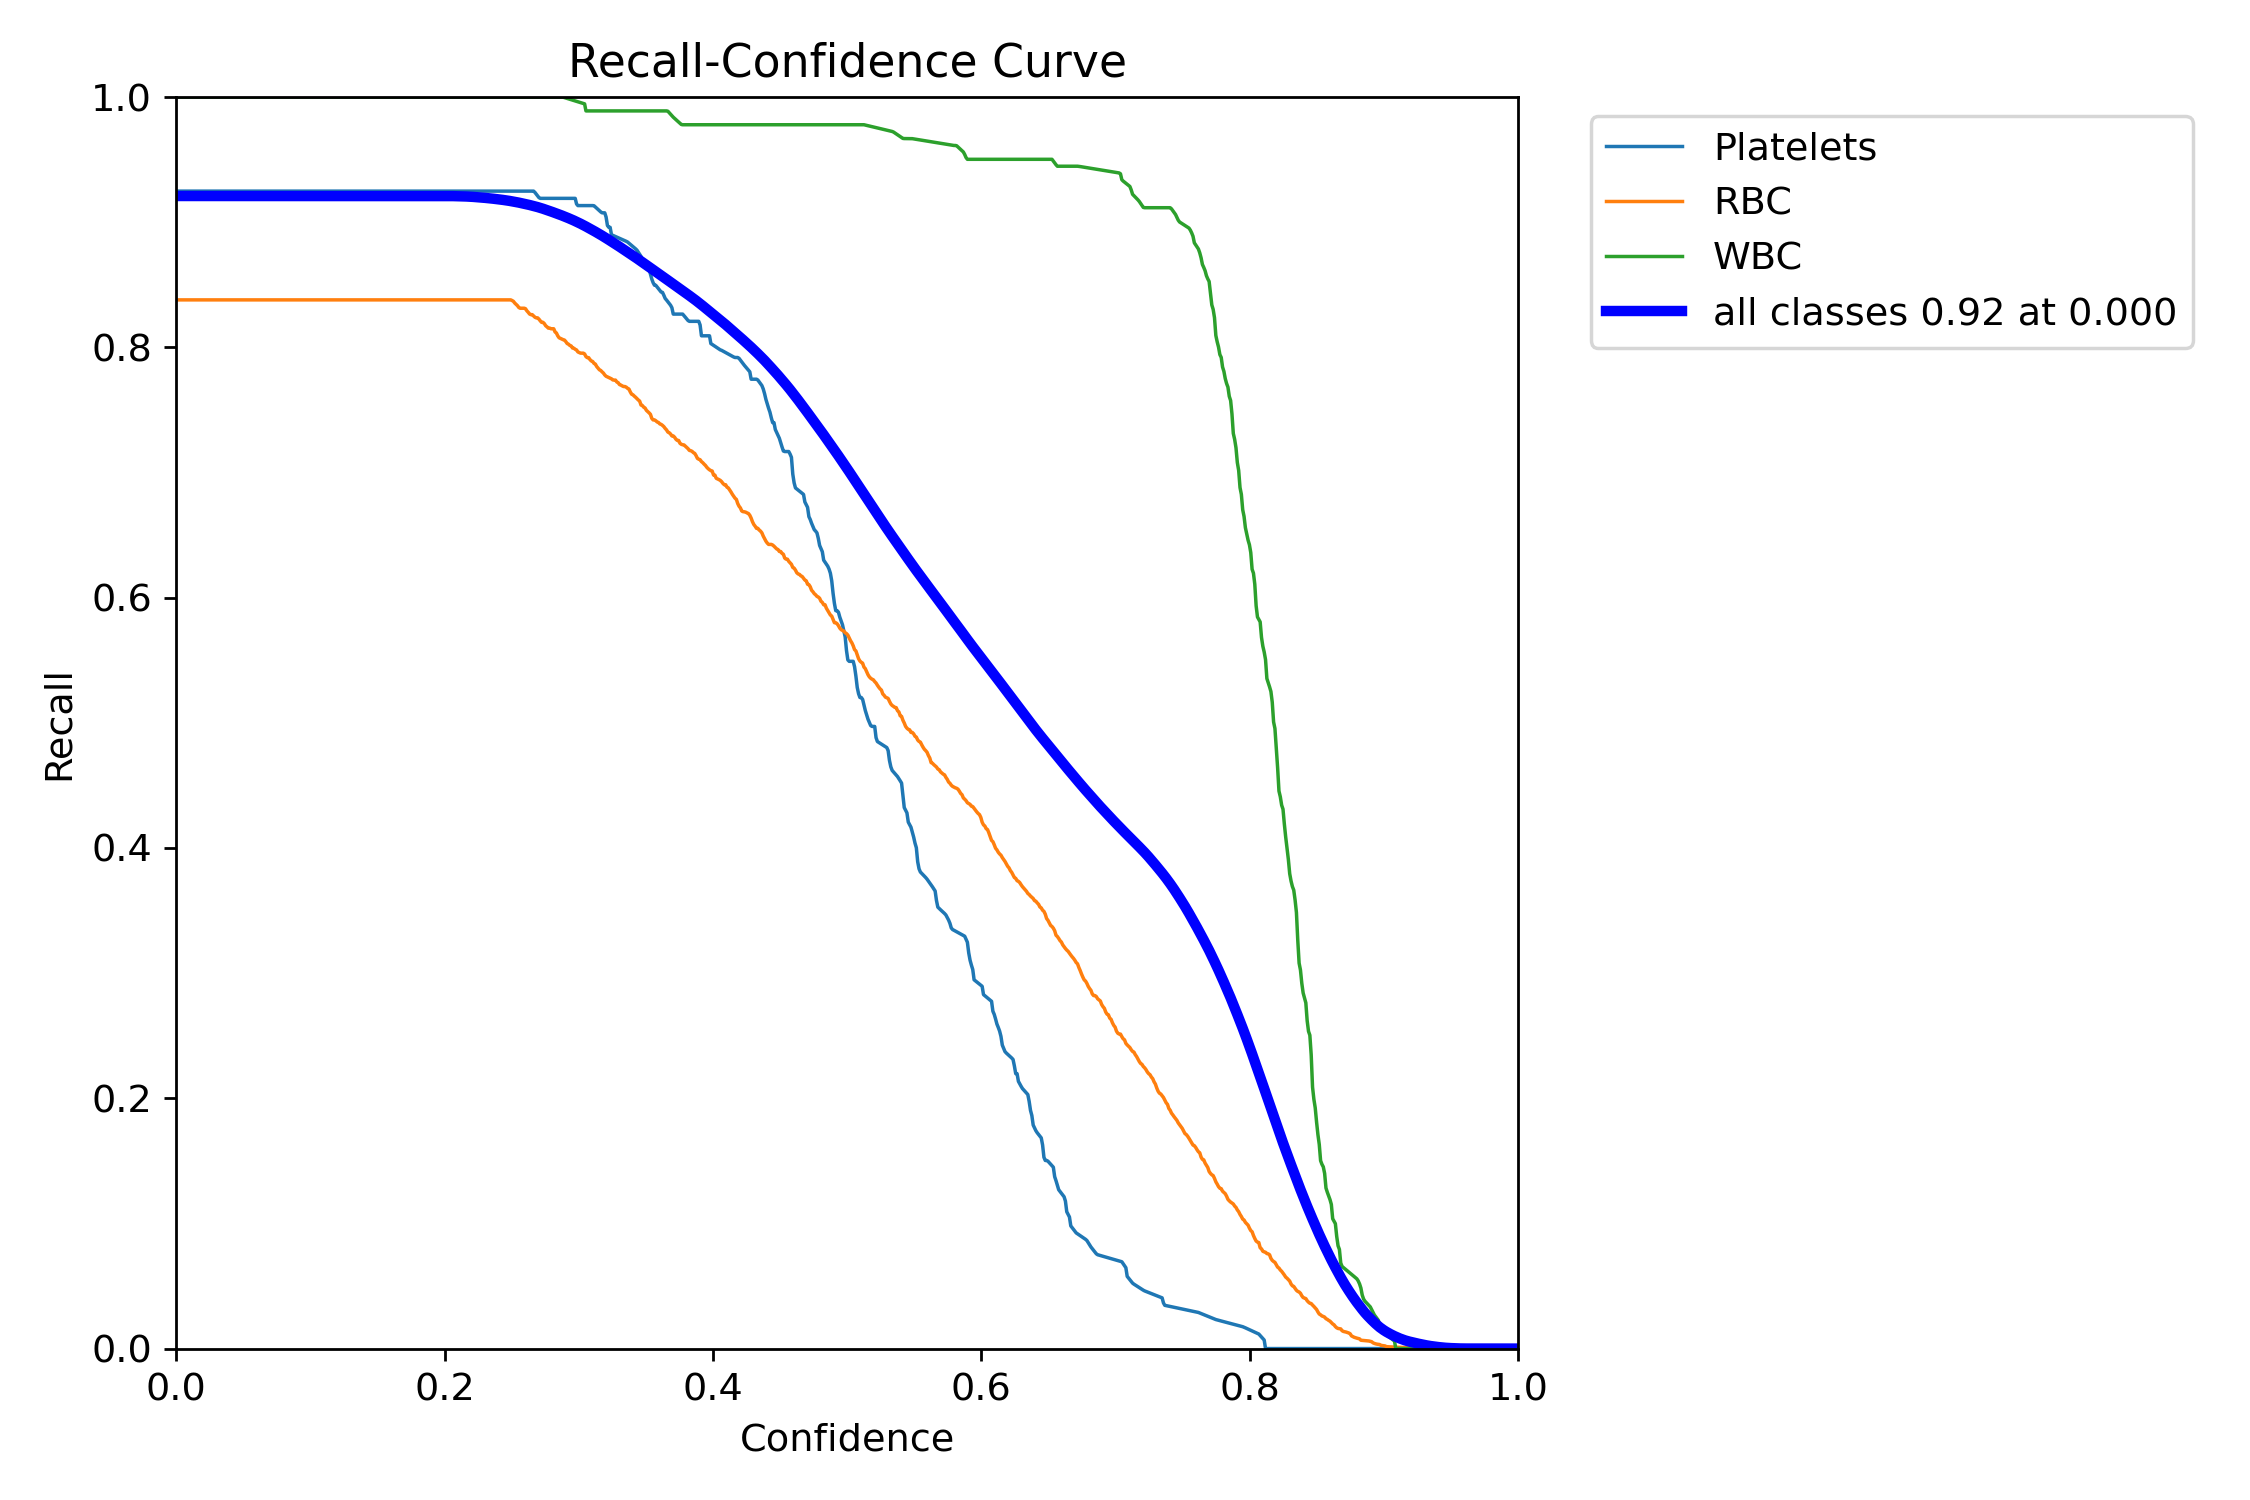 Recall-Confidence Curve
1.0
0.8
0.6
0.4
0.2
0.0
Recall
0.0 0.2 0.4 0.6 0.8 1.0
Confidence
Platelets
RBC
WBC
all classes 0.92 at 0.000